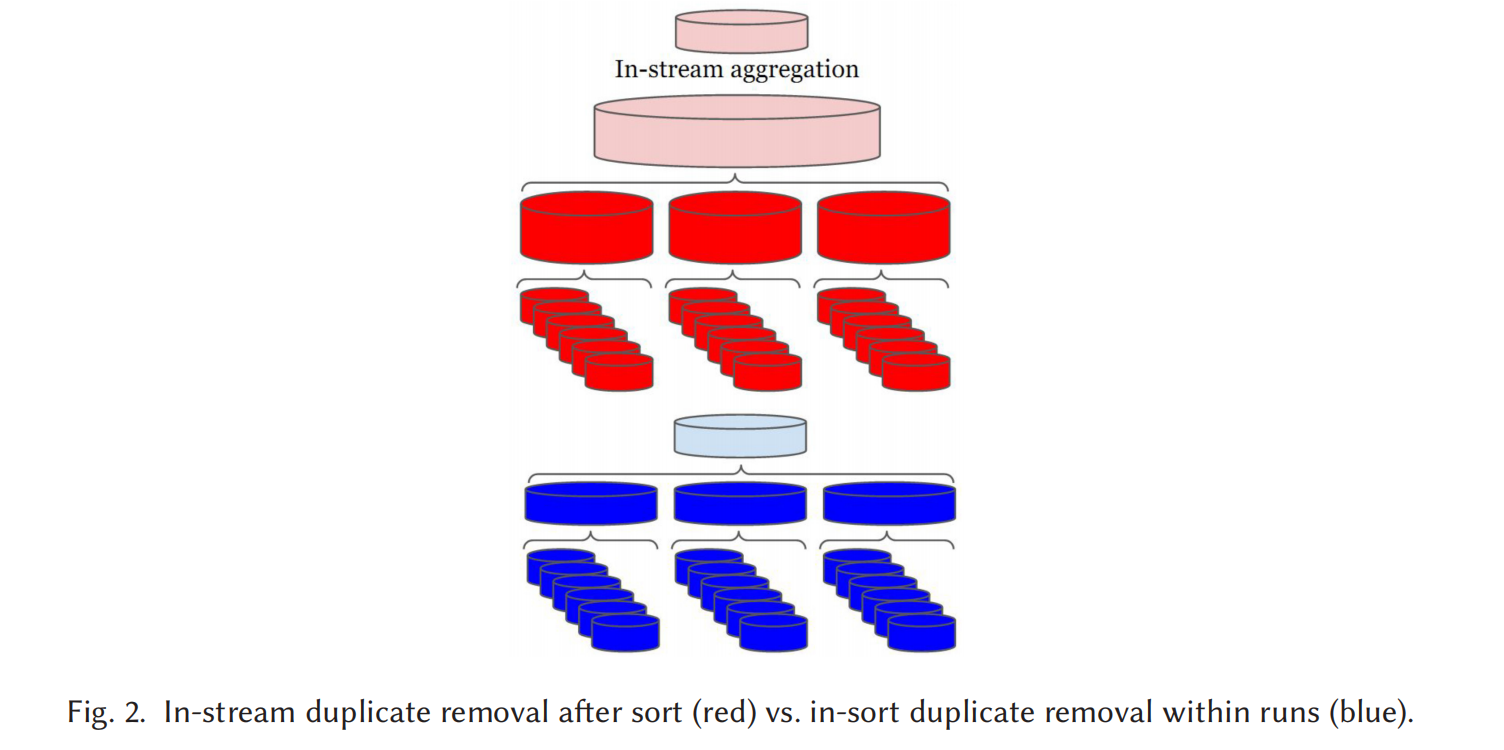 In-stream aggregation
Fig. 2. In-stream duplicate removal after sort (red) vs. in-sort duplicate removal within runs (blue).